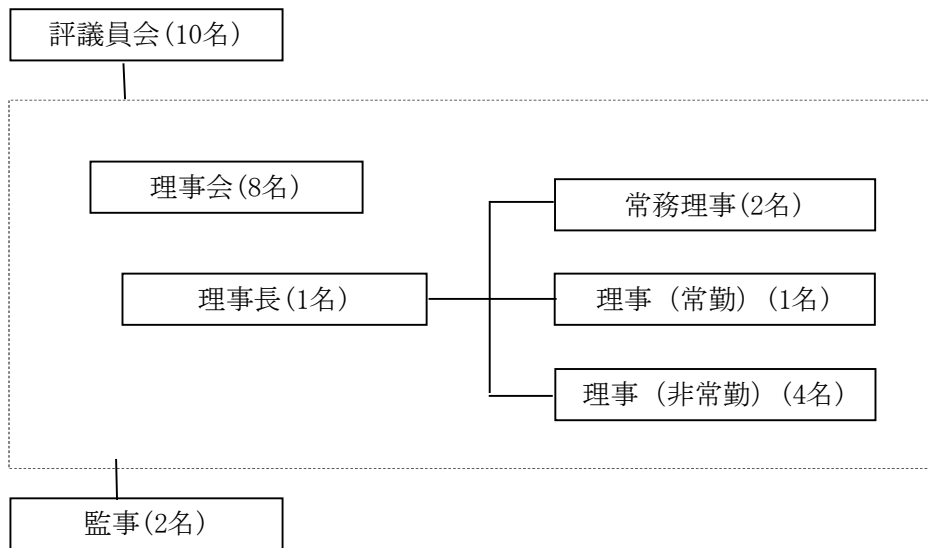 評議員会(10名)
理事会(8名)
常務理事(2名)
理事長(1名)
理事（常勤）(1名)
理事（非常勤）(4名)
監事(2名)